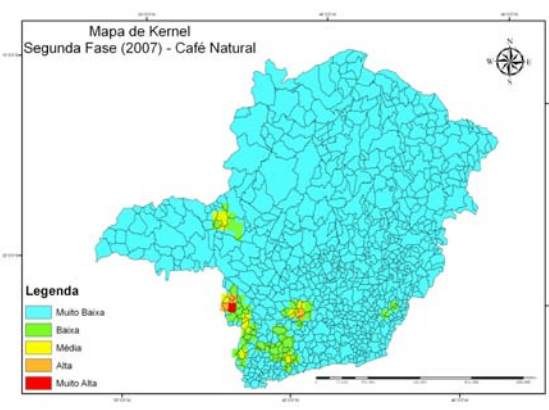 Mapa de Kernel
Segunda Fase (2007) - Café Natural
N
W
E
S
Legenda
Muito Baixa
Baixa
Média
Alta
Muito Alta